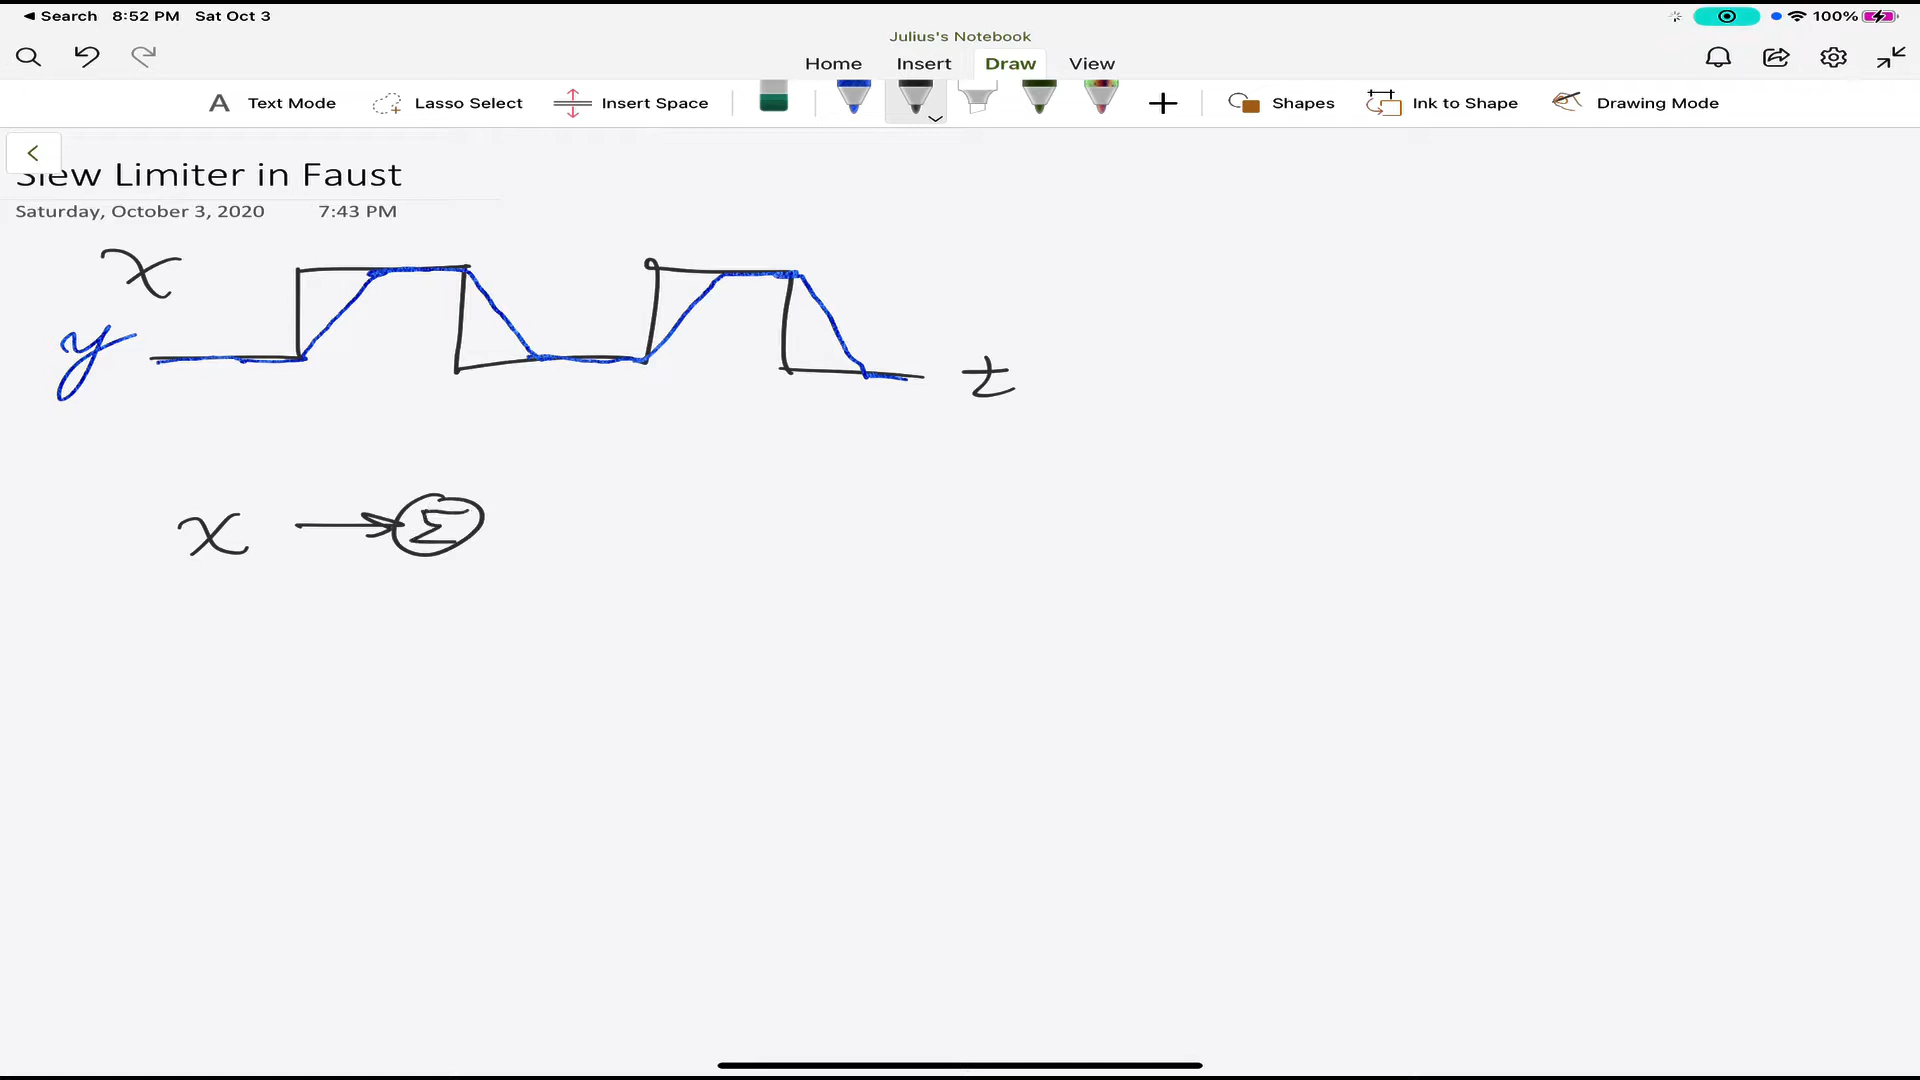 Search 8:52 PM Sat Oct 3
100%
Julius's Notebook
Home Insert Draw View
A Text Mode Lasso Select Insert Space Shapes Ink to Shape Drawing Mode
Slew Limiter in Faust
Saturday, October 3, 2020 7:43 PM
x
y
t
x → Σ